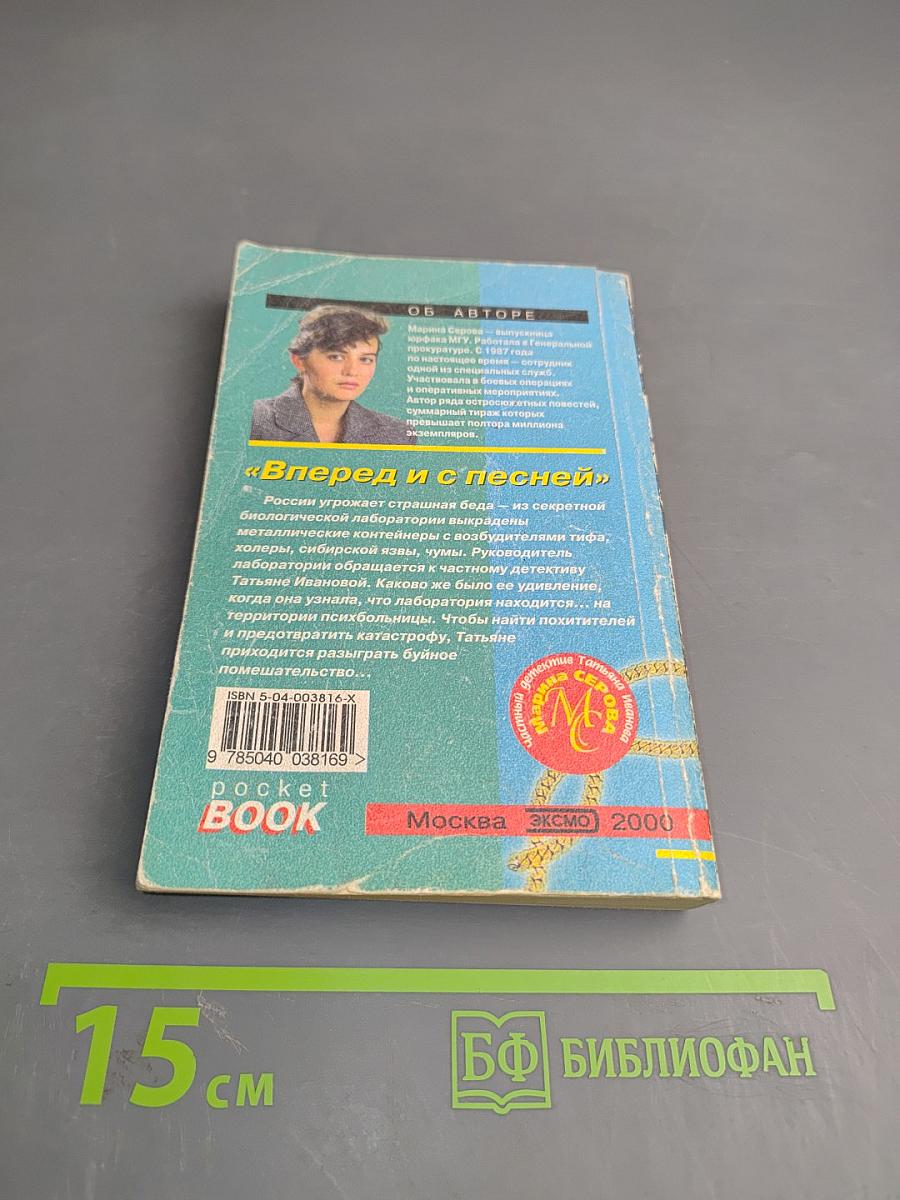 ОБ АВТОРЕ
Марина Серова — выпускница
юрфака МГУ. Работала в Генеральной
прокуратуре. С 1987 года
по настоящее время — сотрудник
одной из специальных служб.
Участвовала в боевых операциях
и оперативных мероприятиях.
Автор ряда остросюжетных повестей,
суммарный тираж которых
превышает полтора миллиона
экземпляров.
«Вперед и с песней»
России угрожает страшная беда — из секретной
биологической лаборатории выкрадены
металлические контейнеры с возбудителями тифа,
холеры, сибирской язвы, чумы. Руководитель
лаборатории обращается к частному детективу
Татьяне Ивановой. Каково же было ее удивление,
когда она узнала, что лаборатория находится... на
территории психбольницы. Чтобы найти похитителей
и предотвратить катастрофу, Татьяне
приходится разыграть буйное
помешательство...
частный детектив Татьяна Иванова
Марина СЕРОВА
МС
ISBN 5-04-003816-X
9 785040 038169 >
pocket
BOOK
Москва ЭКСМО 2000
15 см
БФ БИБЛИОФАН